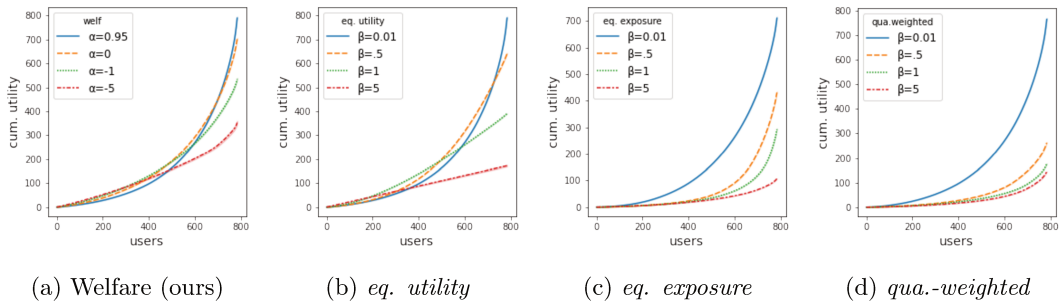 welf
α=0.95
α=0
α=-1
α=-5
cum. utility
800
700
600
500
400
300
200
100
0
0 200 400 600 800
users
eq. utility
β=0.01
β=.5
β=1
β=5
cum. utility
800
700
600
500
400
300
200
100
0
0 200 400 600 800
users
eq. exposure
β=0.01
β=.5
β=1
β=5
cum. utility
700
600
500
400
300
200
100
0
0 200 400 600 800
users
qua.weighted
β=0.01
β=.5
β=1
β=5
cum. utility
800
700
600
500
400
300
200
100
0
0 200 400 600 800
users
(a) Welfare (ours)
(b) eq. utility
(c) eq. exposure
(d) qua.-weighted